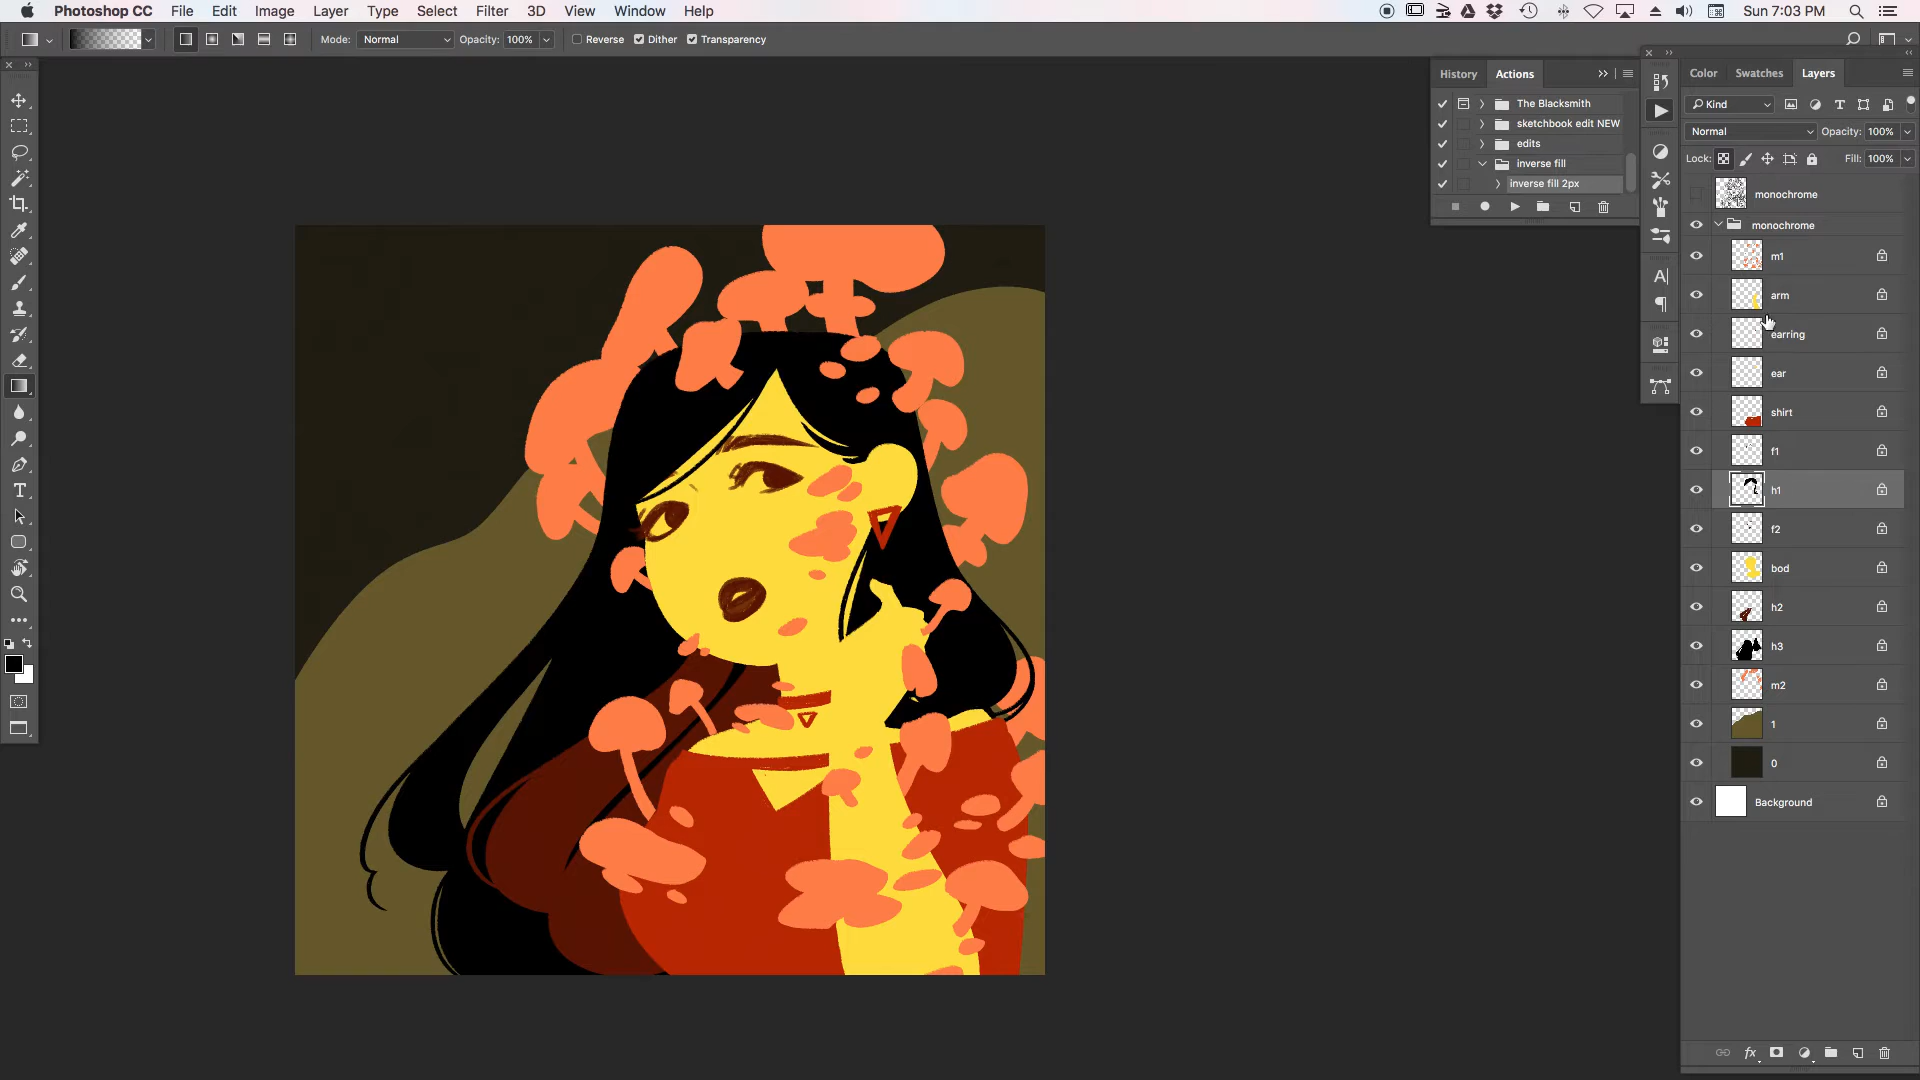 Photoshop CC File Edit Image Layer Type Select Filter 3D View Window Help Sun 7:03 PM
Mode: Normal Opacity: 100% Reverse Dither Transparency
History Actions
The Blacksmith
sketchbook edit NEW
edits
inverse fill
inverse fill 2px
Color Swatches Layers
Kind
Normal Opacity: 100%
Lock: Fill: 100%
monochrome
monochrome
m1
arm
earring
ear
shirt
f1
h1
f2
bod
h2
h3
m2
1
0
Background